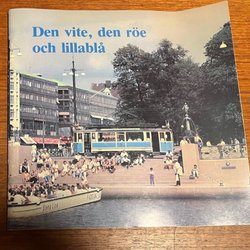 Den vite, den röe
och lillablå